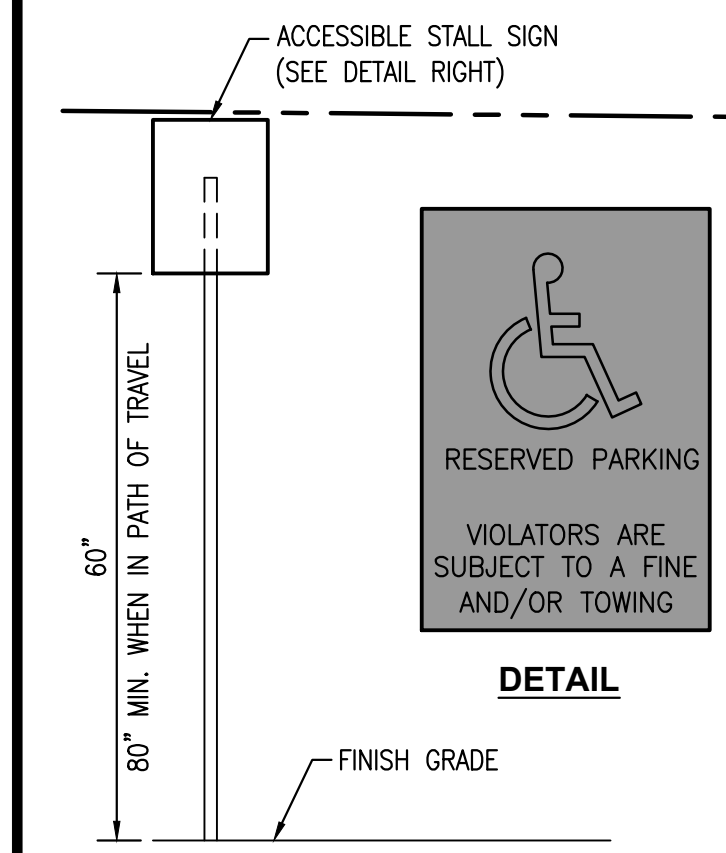 ACCESSIBLE STALL SIGN
(SEE DETAIL RIGHT)
60"
80" MIN. WHEN IN PATH OF TRAVEL
RESERVED PARKING
VIOLATORS ARE
SUBJECT TO A FINE
AND/OR TOWING
DETAIL
FINISH GRADE